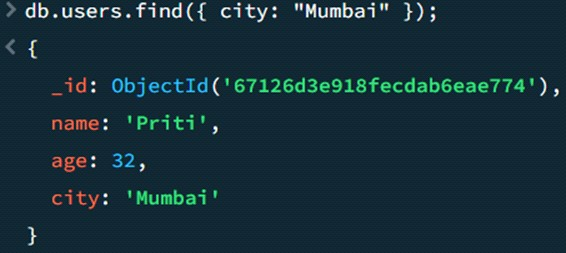 > db.users.find({ city: "Mumbai" });
< {
_id: ObjectId('67126d3e918fecdab6eae774'),
name: 'Priti',
age: 32,
city: 'Mumbai'
}